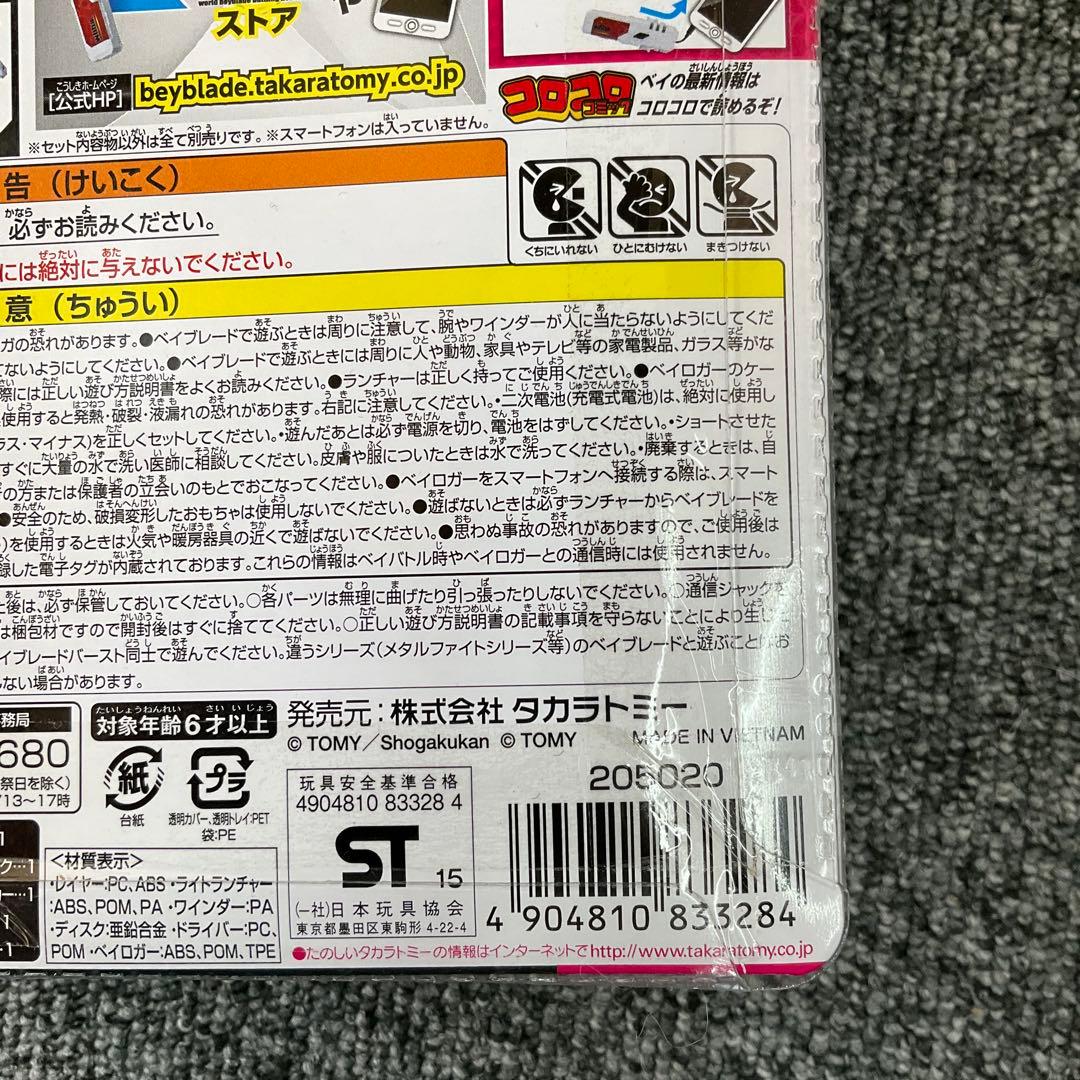 ストア
こうしきホームページ
[公式HP] beyblade.takaratomy.co.jp
コロコロ
コミック
ベイの最新情報は
コロコロで読めるぞ!
※セット内容物以外は全て別売りです。※スマートフォンは入っていません。
告(けいこく)
必ずお読みください。
には絶対に与えないでください。
くちにいれない ひとにむけない まきつけない
意(ちゅうい)
ガの恐れがあります。●ベイブレードで遊ぶときは周りに注意して、腕やワインダーが人に当たらないようにしてくだ
てないようにしてください。●ベイブレードで遊ぶときには周りに人や動物、家具やテレビ等の家電製品、ガラス等がな
際には正しい遊び方説明書をよくお読みください。●ランチャーは正しく持ってご使用ください。●ベイロガーのケー
使用すると発熱・破裂・液漏れの恐れがあります。右記に注意してください。・二次電池(充電式電池)は、絶対に使用し
ラス・マイナス)を正しくセットしてください。・遊んだあとは必ず電源を切り、電池をはずしてください。・ショートさせた
すぐに大量の水で洗い医師に相談してください。皮膚や服についたときは水で洗ってください。・廃棄するときは、自
者の方または保護者の立会いのもとでおこなってください。●ベイロガーをスマートフォンへ接続する際は、スマート
●安全のため、破損変形したおもちゃは使用しないでください。●遊ばないときは必ずランチャーからベイブレードを
)を使用するときは火気や暖房器具の近くで遊ばないでください。●思わぬ事故の恐れがありますので、ご使用後は
録した電子タグが内蔵されております。これらの情報はベイバトル時やベイロガーとの通信時には使用されません。
後は、必ず保管しておいてください。○各パーツは無理に曲げたり引っ張ったりしないでください。○通信ジャックを
は梱包材ですので開封後はすぐに捨ててください。○正しい遊び方説明書の記載事項を守らないことにより生じ
イブレードバースト同士で遊んでください。違うシリーズ(メタルファイトシリーズ等)のベイブレードと遊ぶことはお
ない場合があります。
務局
680
祭日を除く)
/13〜17時
対象年齢6才以上
発売元:株式会社 タカラトミー
© TOMY/Shogakukan © TOMY
MADE IN VIETNAM
紙
台紙
プラ
透明カバー、透明トレイ:PET
袋:PE
玩具安全基準合格
4904810 83328 4
ST 15
(一社)日本玩具協会
東京都墨田区東駒形 4-22-4
205020
4 904810 833284
<材質表示>
・レイヤー:PC、ABS ・ライトランチャー
:ABS、POM、PA ・ワインダー:PA
・ディスク:亜鉛合金 ・ドライバー:PC、
POM ・ベイロガー:ABS、POM、TPE
●たのしいタカラトミーの情報はインターネットでhttp://www.takaratomy.co.jp